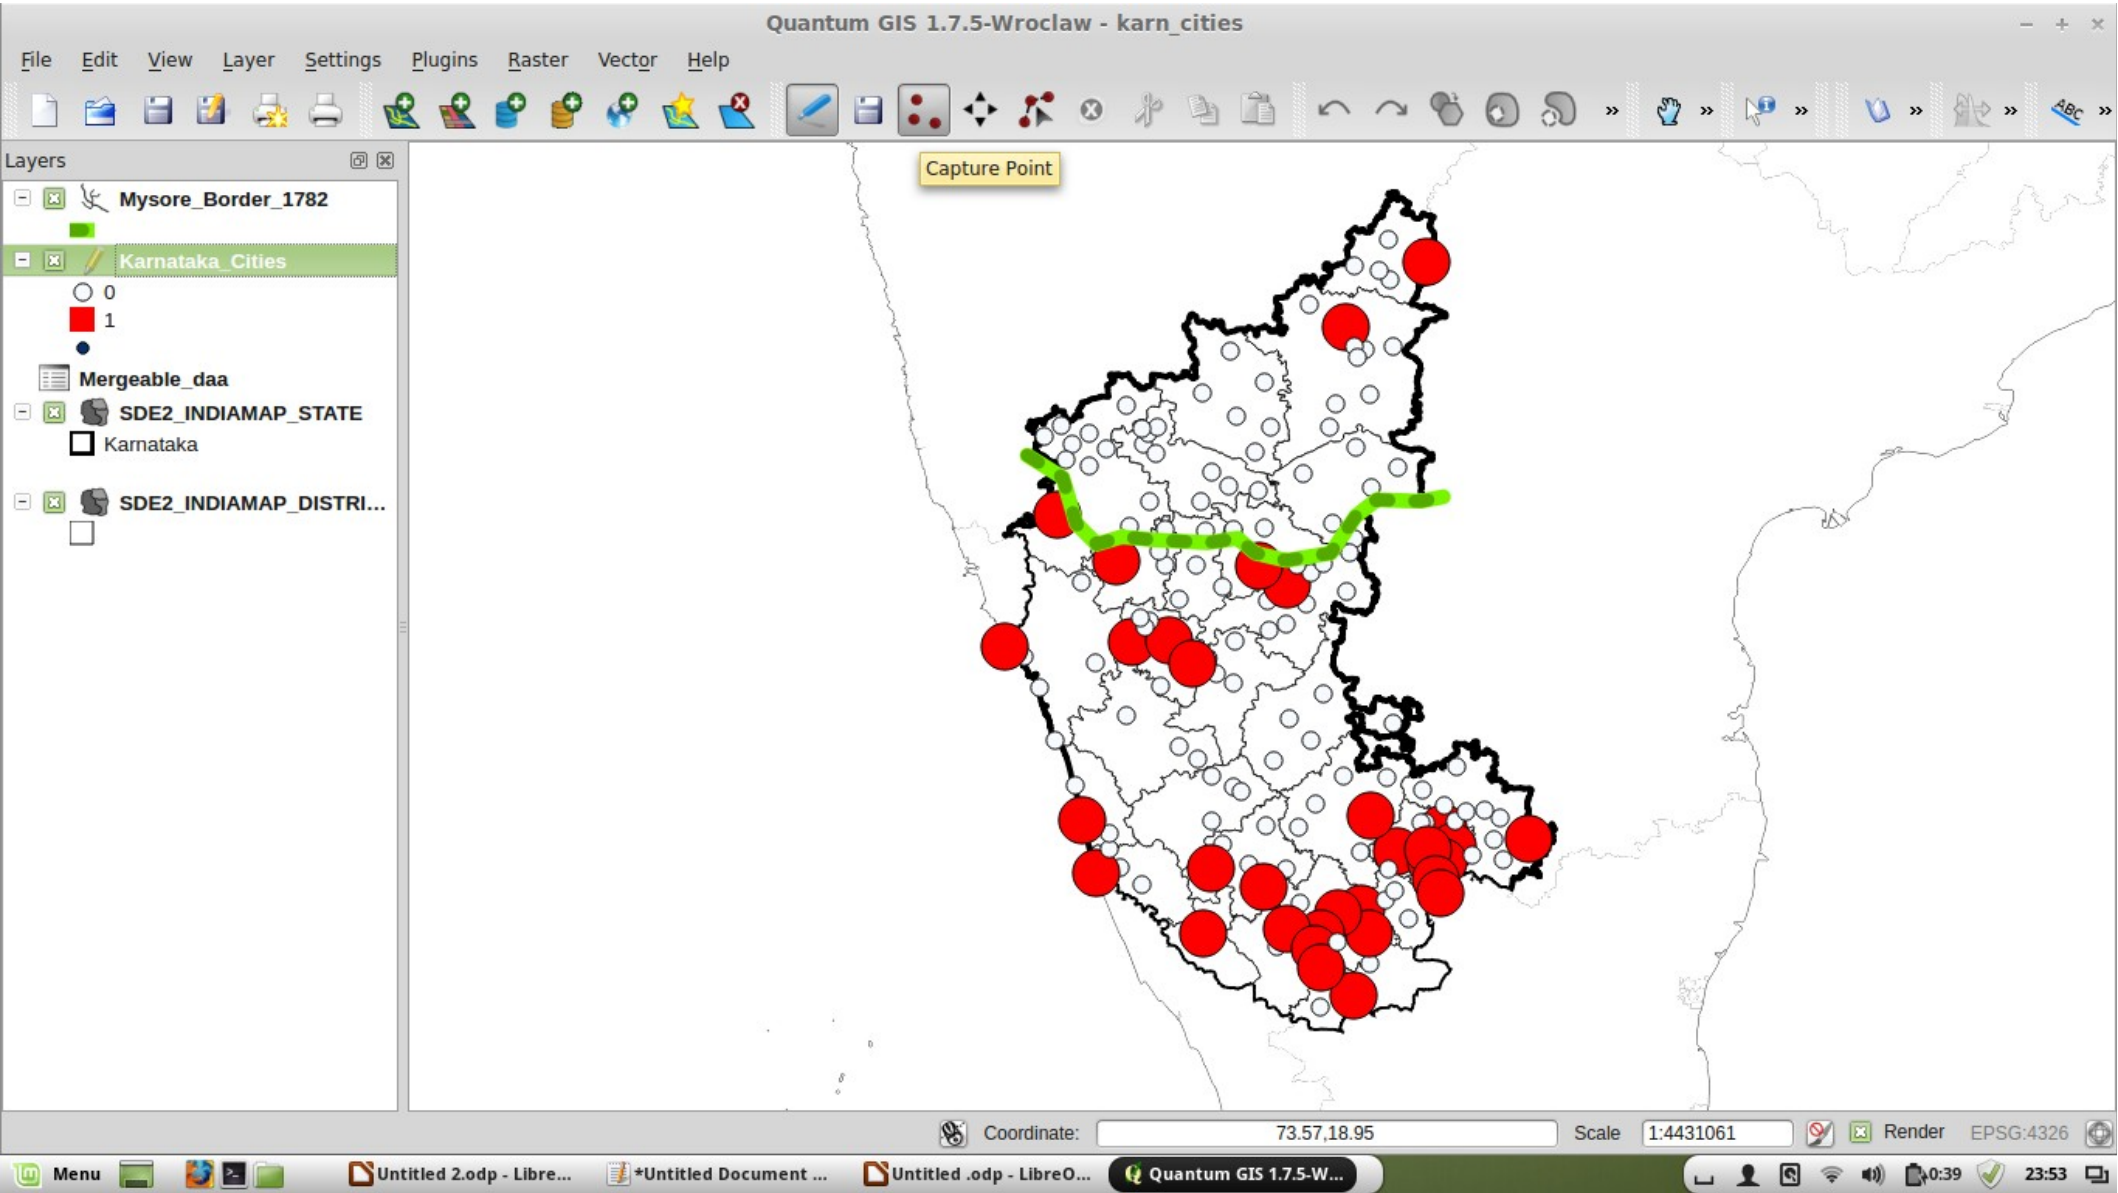 Quantum GIS 1.7.5-Wroclaw - karn_cities
File Edit View Layer Settings Plugins Raster Vector Help
ABC
Capture Point
Layers
Mysore_Border_1782
Karnataka_Cities
0
1
Mergeable_daa
SDE2_INDIAMAP_STATE
Karnataka
SDE2_INDIAMAP_DISTRI...
Coordinate: 73.57,18.95 Scale 1:4431061 Render EPSG:4326
Menu Untitled 2.odp - Libre... *Untitled Document ... Untitled .odp - LibreO... Quantum GIS 1.7.5-W... 0:39 23:53